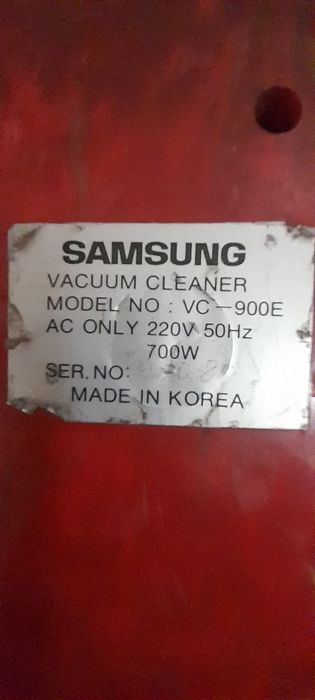 SAMSUNG
VACUUM CLEANER
MODEL NO : VC-900E
AC ONLY 220V 50Hz
700W
SER. NO:
MADE IN KOREA